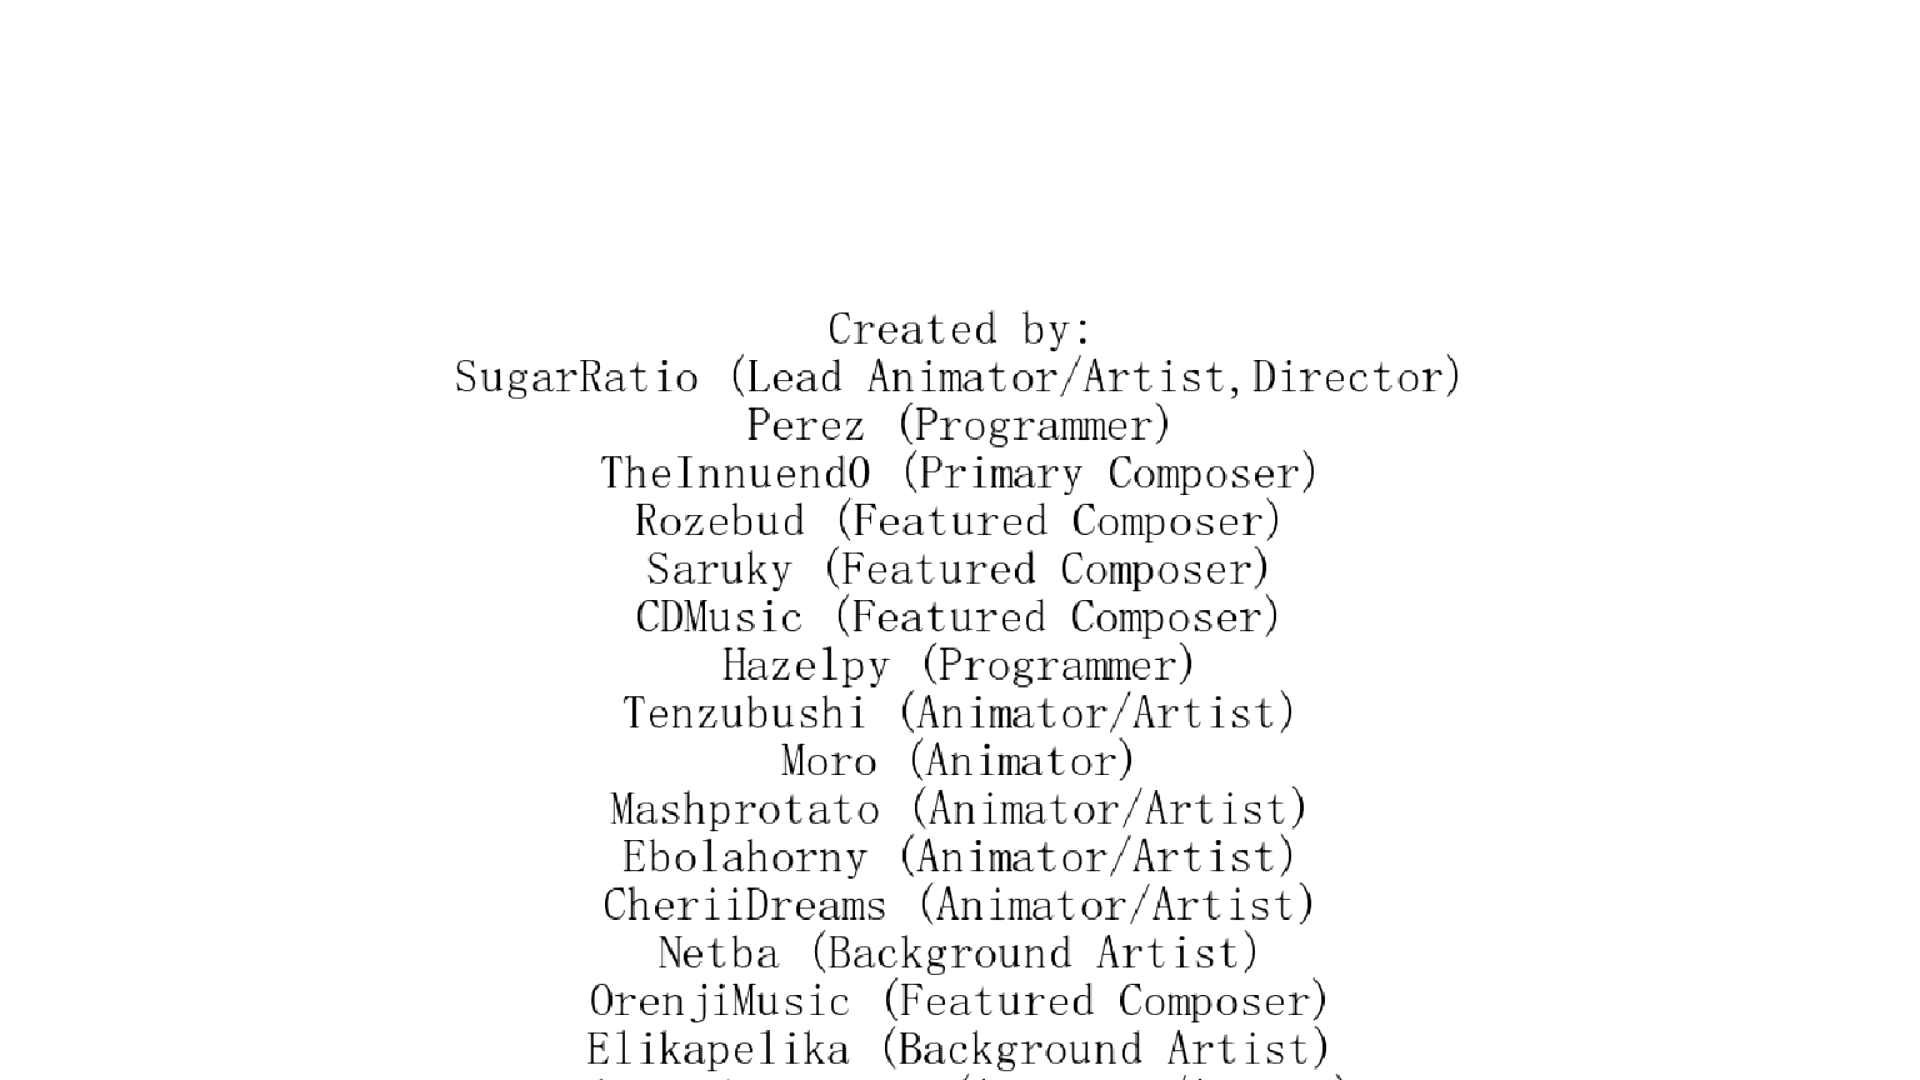 Created by:
SugarRatio (Lead Animator/Artist,Director)
Perez (Programmer)
TheInnuend0 (Primary Composer)
Rozebud (Featured Composer)
Saruky (Featured Composer)
CDMusic (Featured Composer)
Hazelpy (Programmer)
Tenzubushi (Animator/Artist)
Moro (Animator)
Mashprotato (Animator/Artist)
Ebolahorny (Animator/Artist)
CheriiDreams (Animator/Artist)
Netba (Background Artist)
OrenjiMusic (Featured Composer)
Elikapelika (Background Artist)